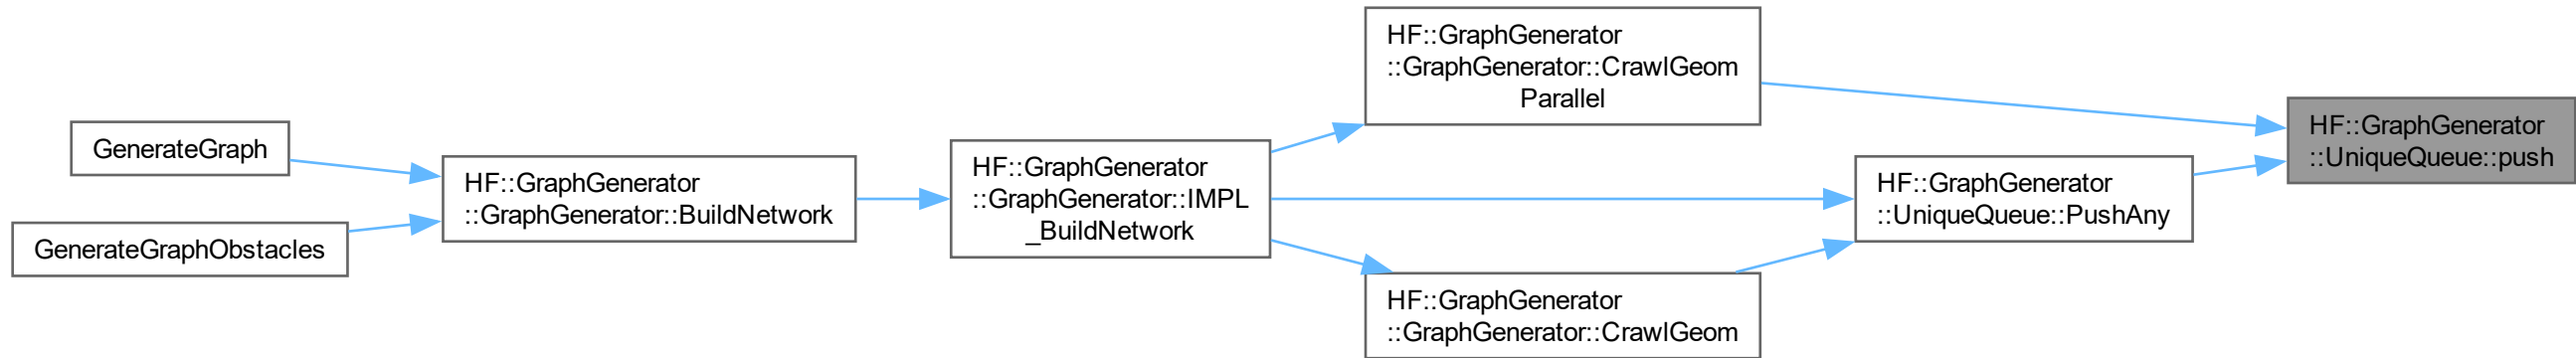 GenerateGraph
GenerateGraphObstacles
HF::GraphGenerator
::GraphGenerator::BuildNetwork
HF::GraphGenerator
::GraphGenerator::IMPL
_BuildNetwork
HF::GraphGenerator
::GraphGenerator::CrawlGeom
Parallel
HF::GraphGenerator
::UniqueQueue::PushAny
HF::GraphGenerator
::GraphGenerator::CrawlGeom
HF::GraphGenerator
::UniqueQueue::push